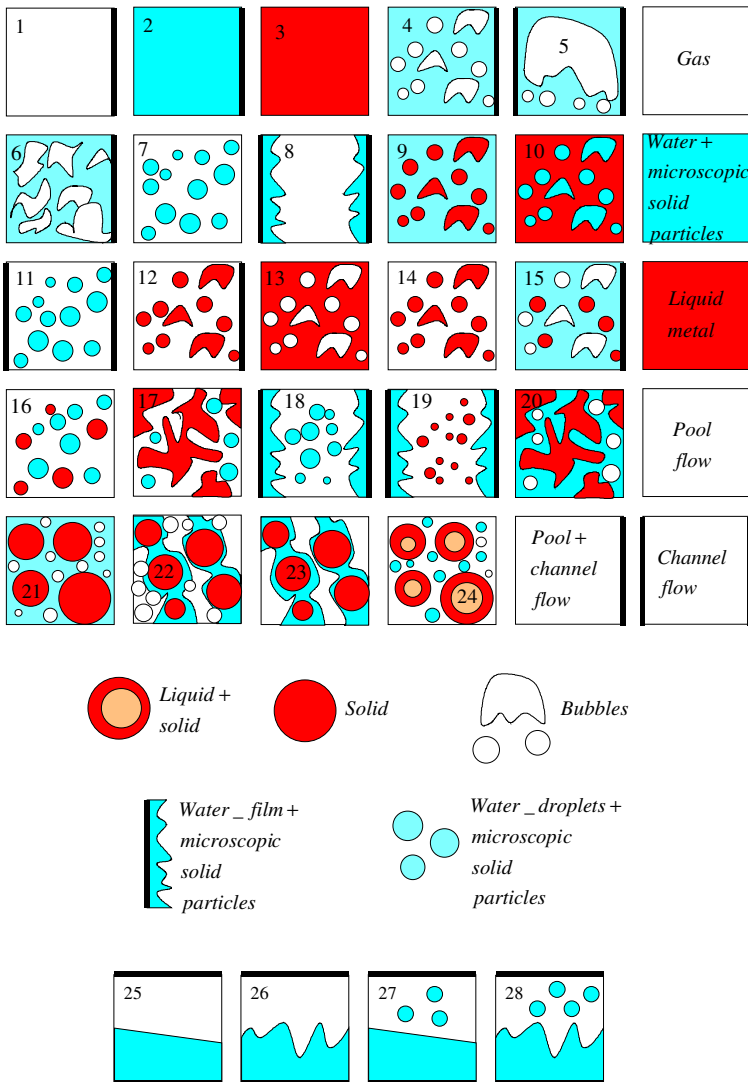 1 2 3 4 5 Gas
6 7 8 9 10 Water +
microscopic
solid
particles
11 12 13 14 15 Liquid
metal
16 17 18 19 20 Pool
flow
21 22 23 24 Pool +
channel
flow
Channel
flow
Liquid +
solid
Solid
Bubbles
Water _ film +
microscopic
solid
particles
Water _ droplets +
microscopic
solid
particles
25 26 27 28